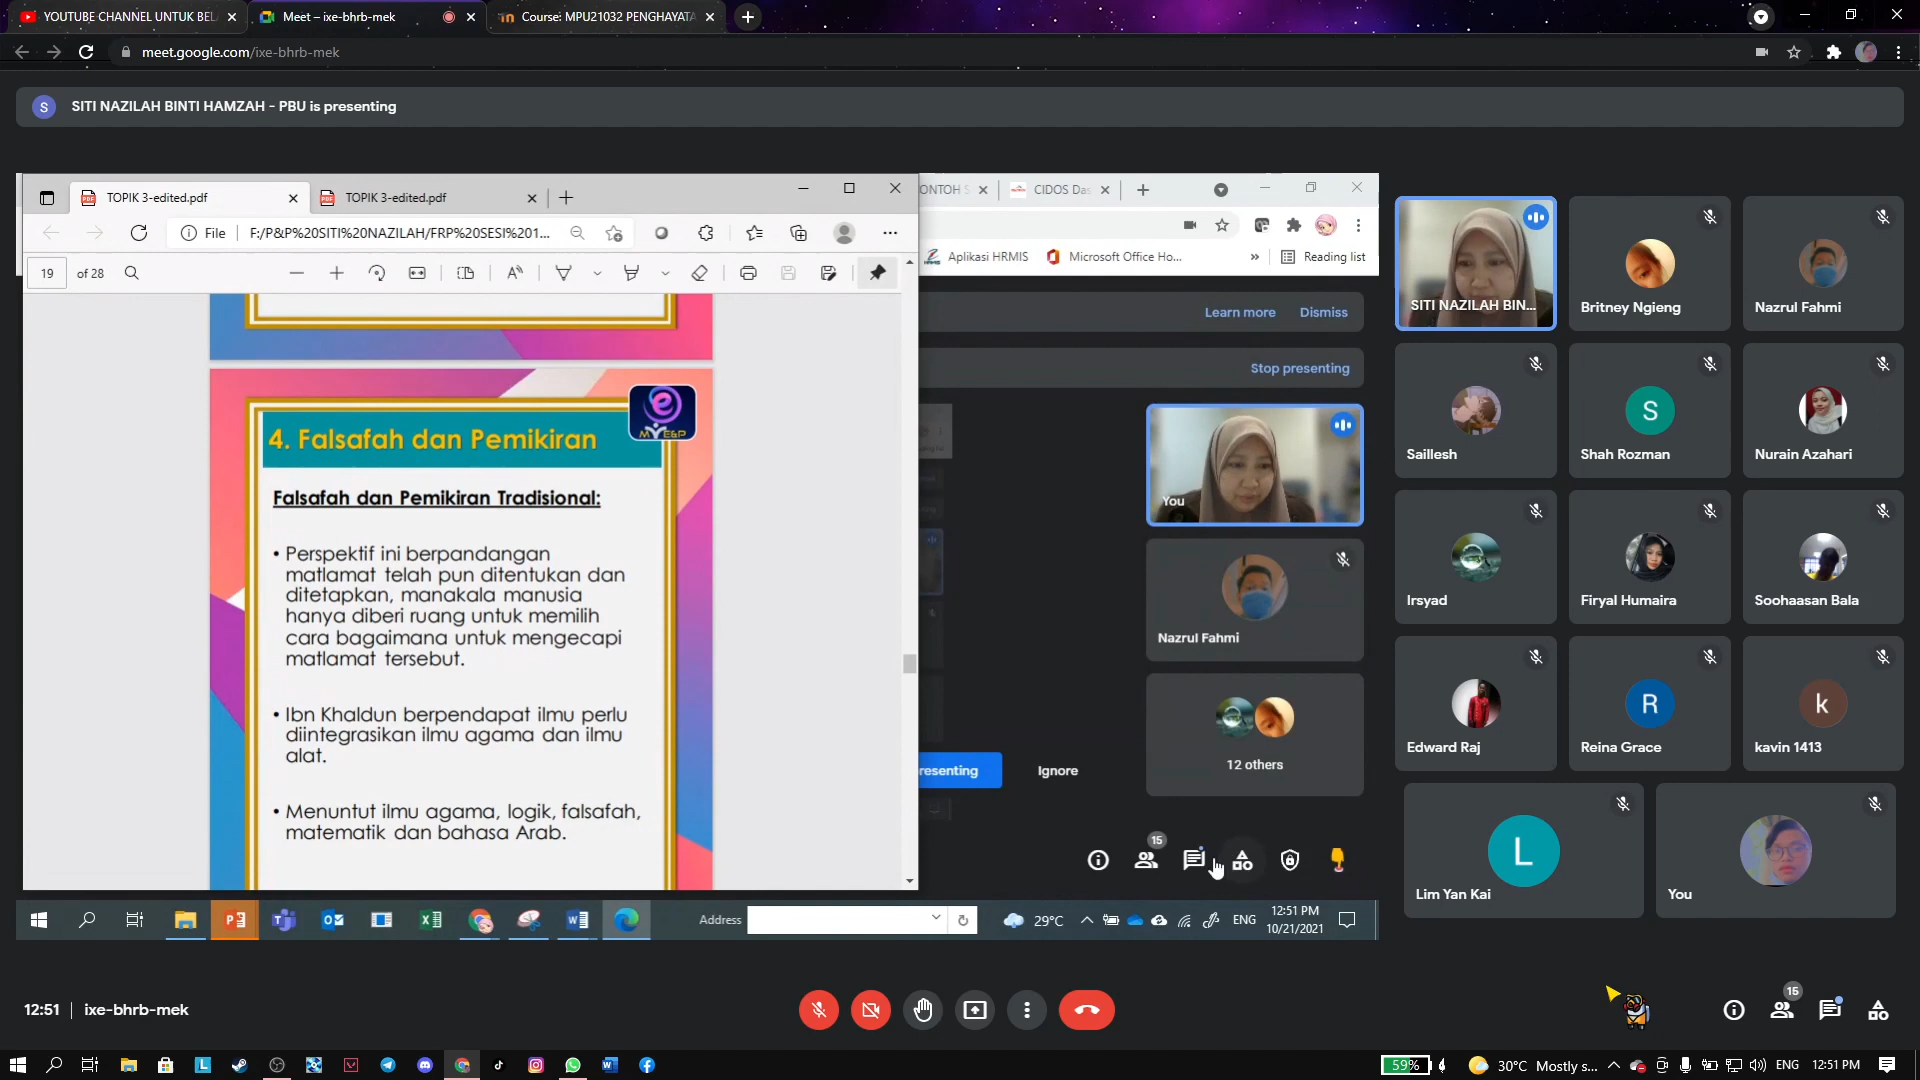 YOUTUBE CHANNEL UNTUK BEL
Meet – ixe-bhrb-mek
Course: MPU21032 PENGHAYATA
meet.google.com/ixe-bhrb-mek
S
SITI NAZILAH BINTI HAMZAH - PBU is presenting
TOPIK 3-edited.pdf
TOPIK 3-edited.pdf
File
F:/P&P%20SITI%20NAZILAH/FRP%20SESI%201...
19 of 28
4. Falsafah dan Pemikiran
MYE&P
Falsafah dan Pemikiran Tradisional:
• Perspektif ini berpandangan
matlamat telah pun ditentukan dan
ditetapkan, manakala manusia
hanya diberi ruang untuk memilih
cara bagaimana untuk mengecapi
matlamat tersebut.
• Ibn Khaldun berpendapat ilmu perlu
diintegrasikan ilmu agama dan ilmu
alat.
• Menuntut ilmu agama, logik, falsafah,
matematik dan bahasa Arab.
ONTOH S
CIDOS Das
Aplikasi HRMIS
Microsoft Office Ho...
»
Reading list
Learn more
Dismiss
Stop presenting
You
Nazrul Fahmi
12 others
resenting
Ignore
15
Address
29°C
ENG
12:51 PM
10/21/2021
SITI NAZILAH BIN...
Britney Ngieng
Nazrul Fahmi
Saillesh
S
Shah Rozman
Nurain Azahari
Irsyad
Firyal Humaira
Soohaasan Bala
Edward Raj
R
Reina Grace
k
kavin 1413
L
Lim Yan Kai
You
12:51 | ixe-bhrb-mek
15
59%
30°C Mostly s...
ENG
12:51 PM